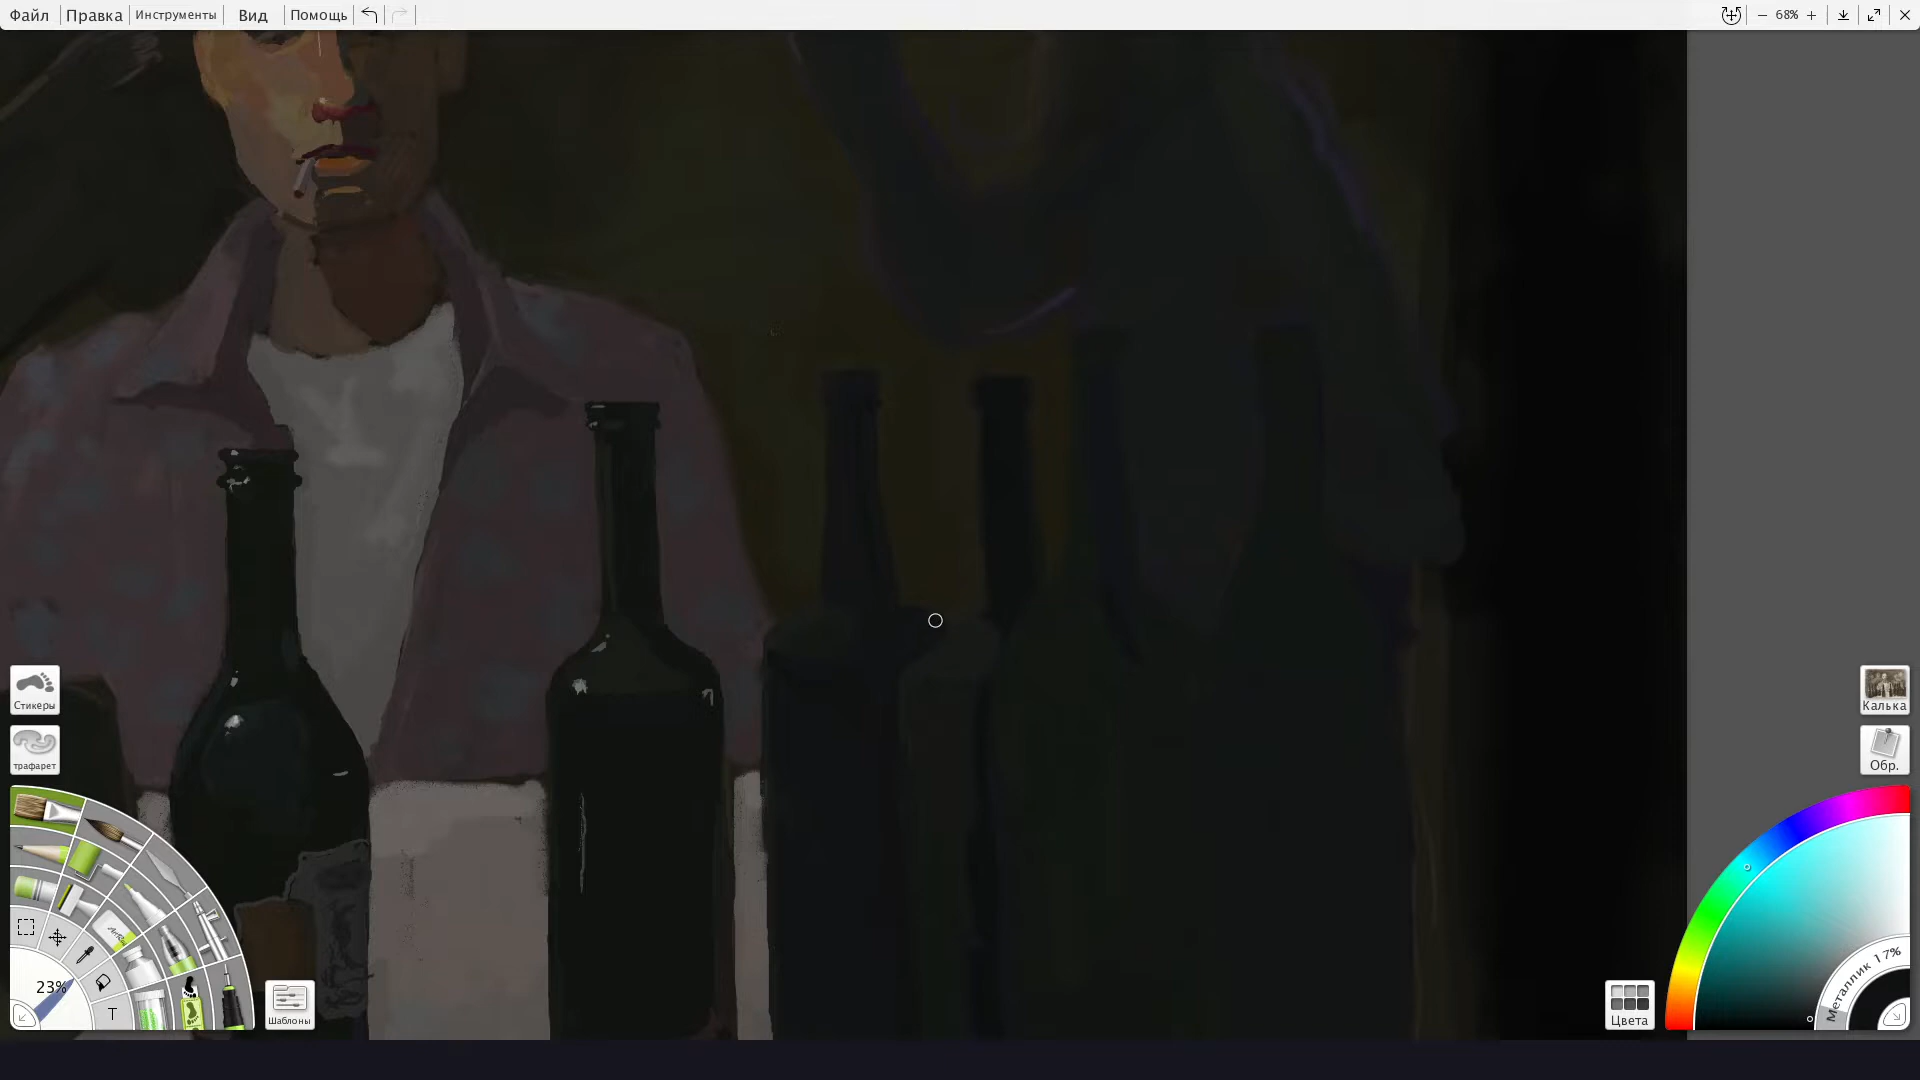 Файл Правка Инструменты Вид Помощь 68%
Стикеры
Калька
трафарет
Обр.
23%
T
Шаблоны
Цвета
Металлик 17%